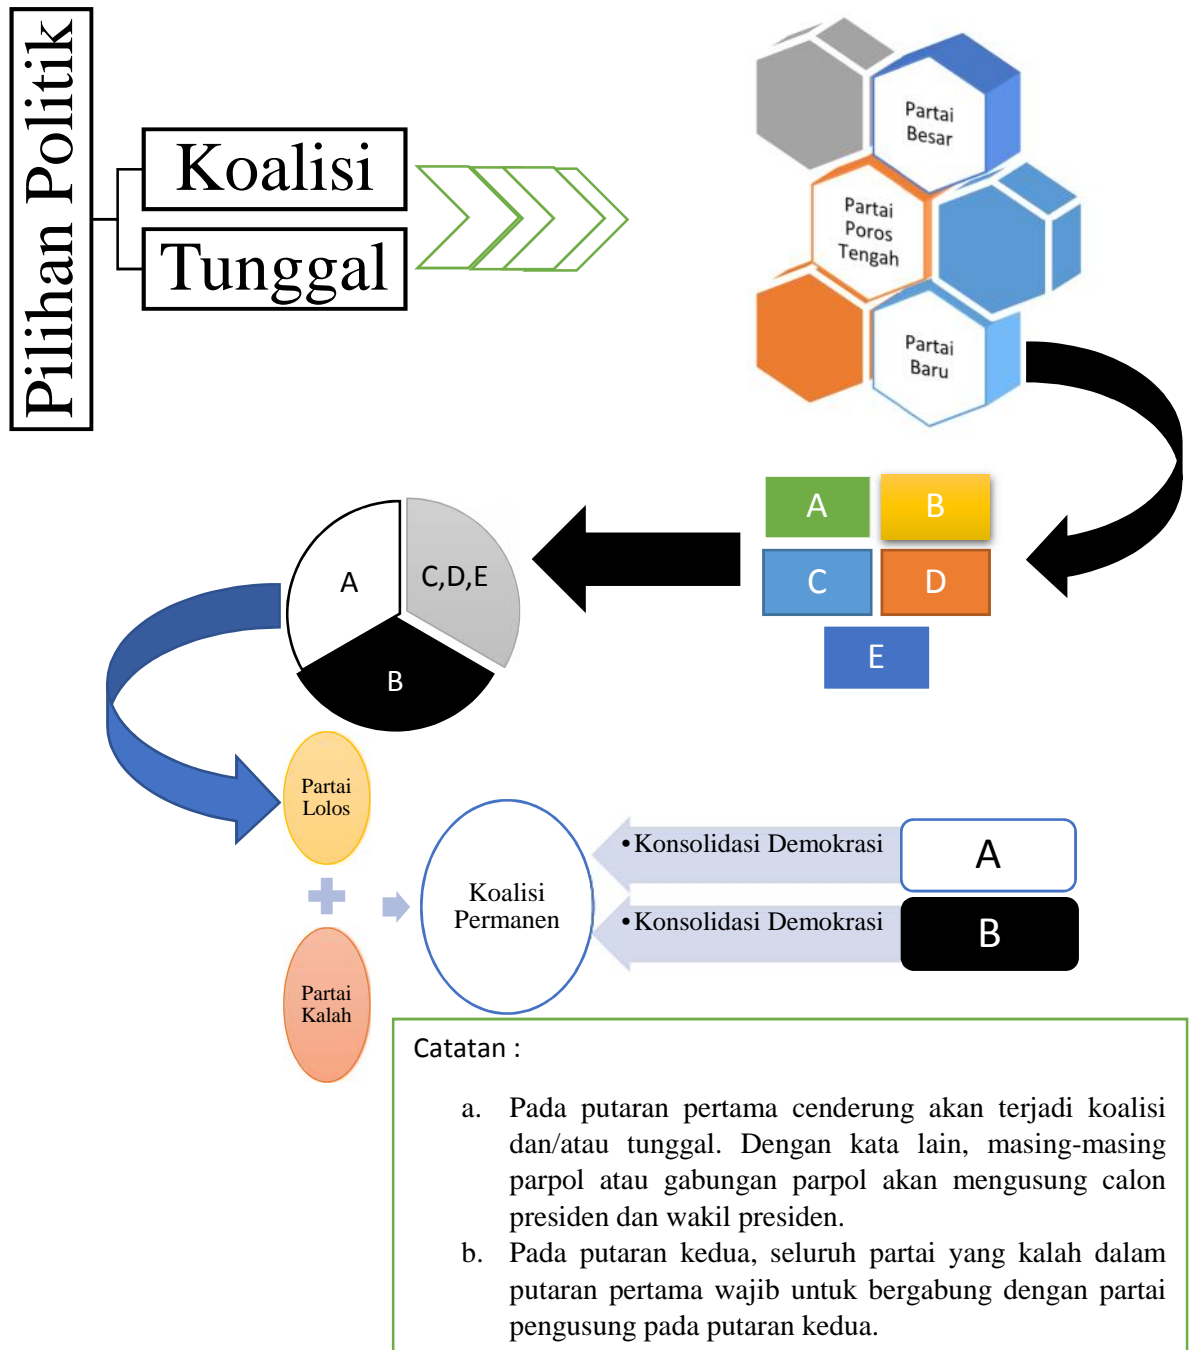 Pilihan Politik
Koalisi
Tunggal
Partai
Besar
Partai
Poros
Tengah
Partai
Baru
A
B
C
D
E
A
C,D,E
B
Partai
Lolos
Partai
Kalah
Koalisi
Permanen
•Konsolidasi Demokrasi
A
•Konsolidasi Demokrasi
B
Catatan :
a. Pada putaran pertama cenderung akan terjadi koalisi
dan/atau tunggal. Dengan kata lain, masing-masing
parpol atau gabungan parpol akan mengusung calon
presiden dan wakil presiden.
b. Pada putaran kedua, seluruh partai yang kalah dalam
putaran pertama wajib untuk bergabung dengan partai
pengusung pada putaran kedua.